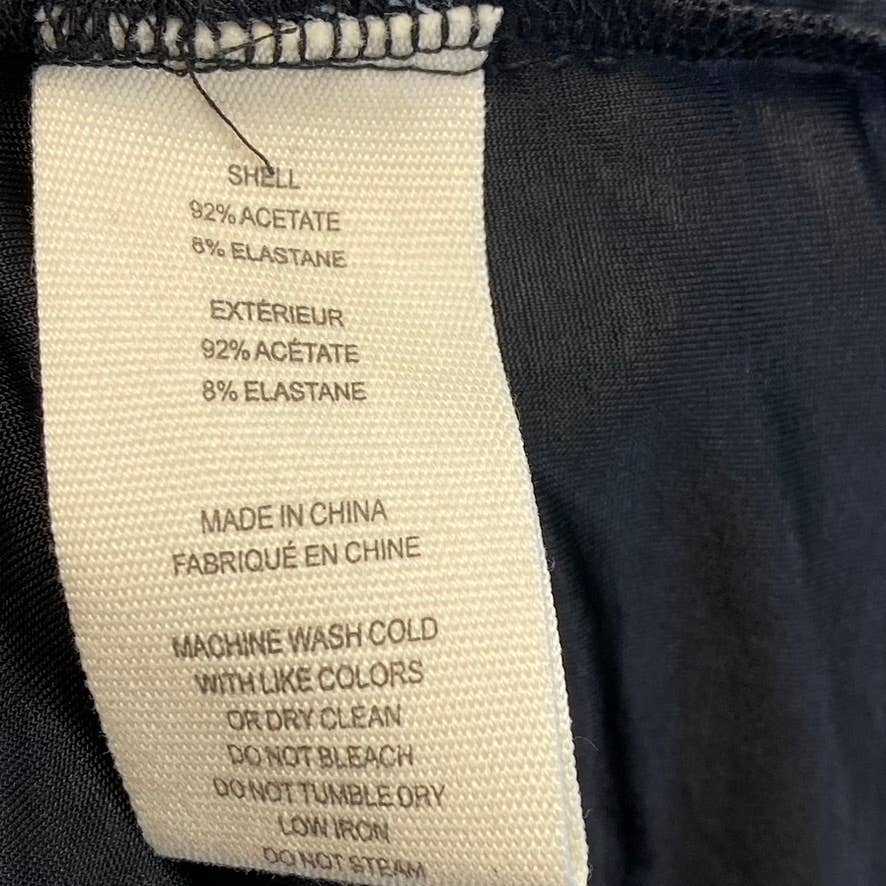 SHELL
92% ACETATE
8% ELASTANE
EXTÉRIEUR
92% ACÉTATE
8% ELASTANE
MADE IN CHINA
FABRIQUÉ EN CHINE
MACHINE WASH COLD
WITH LIKE COLORS
OR DRY CLEAN
DO NOT BLEACH
DO NOT TUMBLE DRY
LOW IRON
DO NOT STEAM